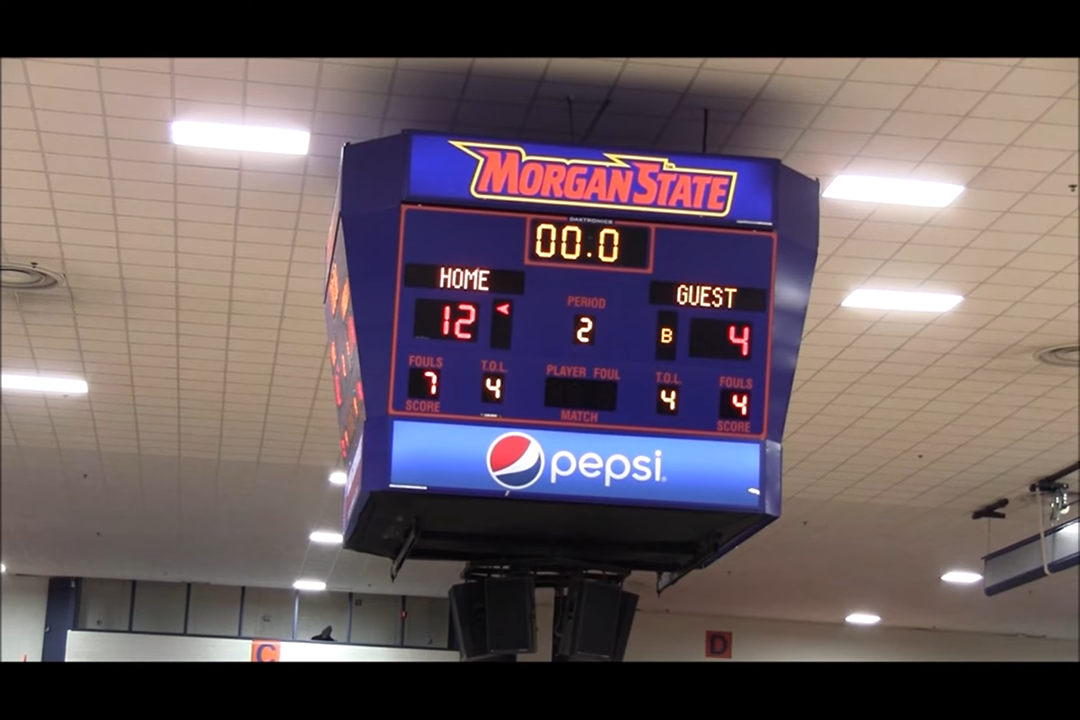 MORGAN STATE
DAKTRONICS
00.0
HOME
GUEST
PERIOD
12
2
B
4
FOULS
T.O.L.
PLAYER FOUL
T.O.L.
FOULS
7
4
4
4
SCORE
MATCH
SCORE
pepsi
C
D